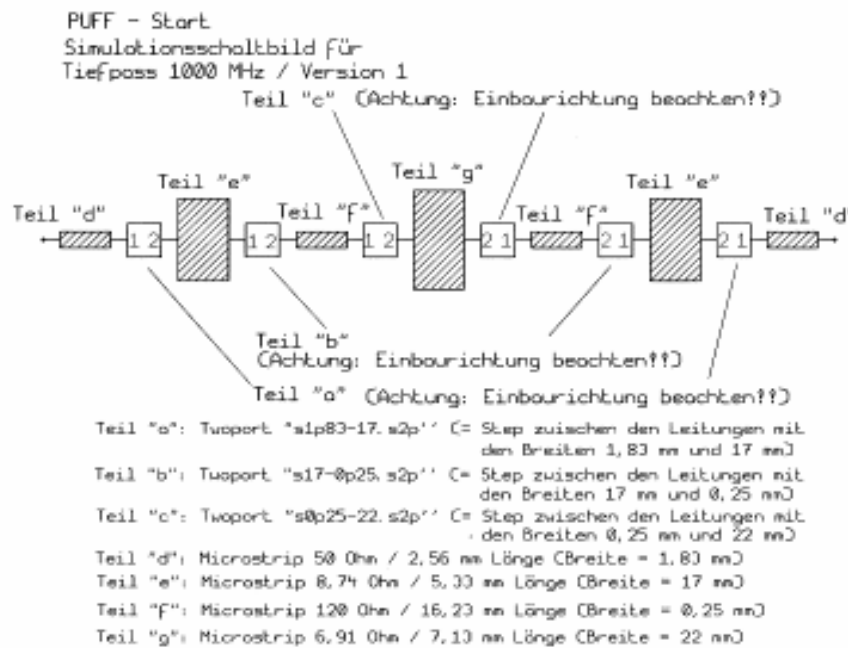 PUFF - Start
Simulationsschaltbild für
Tiefpass 1000 MHz / Version 1
Teil "c" (Achtung: Einbaurichtung beachten!!)
Teil "g"
Teil "e"
Teil "e"
Teil "d"
Teil "f"
Teil "f"
Teil "d"
1 2
1 2
1 2
2 1
2 1
2 1
Teil "b"
(Achtung: Einbaurichtung beachten!!)
Teil "a" (Achtung: Einbaurichtung beachten!!)
Teil "a": Twoport "s1p83-17.s2p" (= Step zwischen den Leitungen mit
den Breiten 1,83 mm und 17 mm)
Teil "b": Twoport "s17-0p25.s2p" (= Step zwischen den Leitungen mit
den Breiten 17 mm und 0,25 mm)
Teil "c": Twoport "s0p25-22.s2p" (= Step zwischen den Leitungen mit
den Breiten 0,25 mm und 22 mm)
Teil "d": Microstrip 50 Ohm / 2,56 mm Länge (Breite = 1,83 mm)
Teil "e": Microstrip 8,74 Ohm / 5,33 mm Länge (Breite = 17 mm)
Teil "f": Microstrip 120 Ohm / 16,23 mm Länge (Breite = 0,25 mm)
Teil "g": Microstrip 6,91 Ohm / 7,13 mm Länge (Breite = 22 mm)